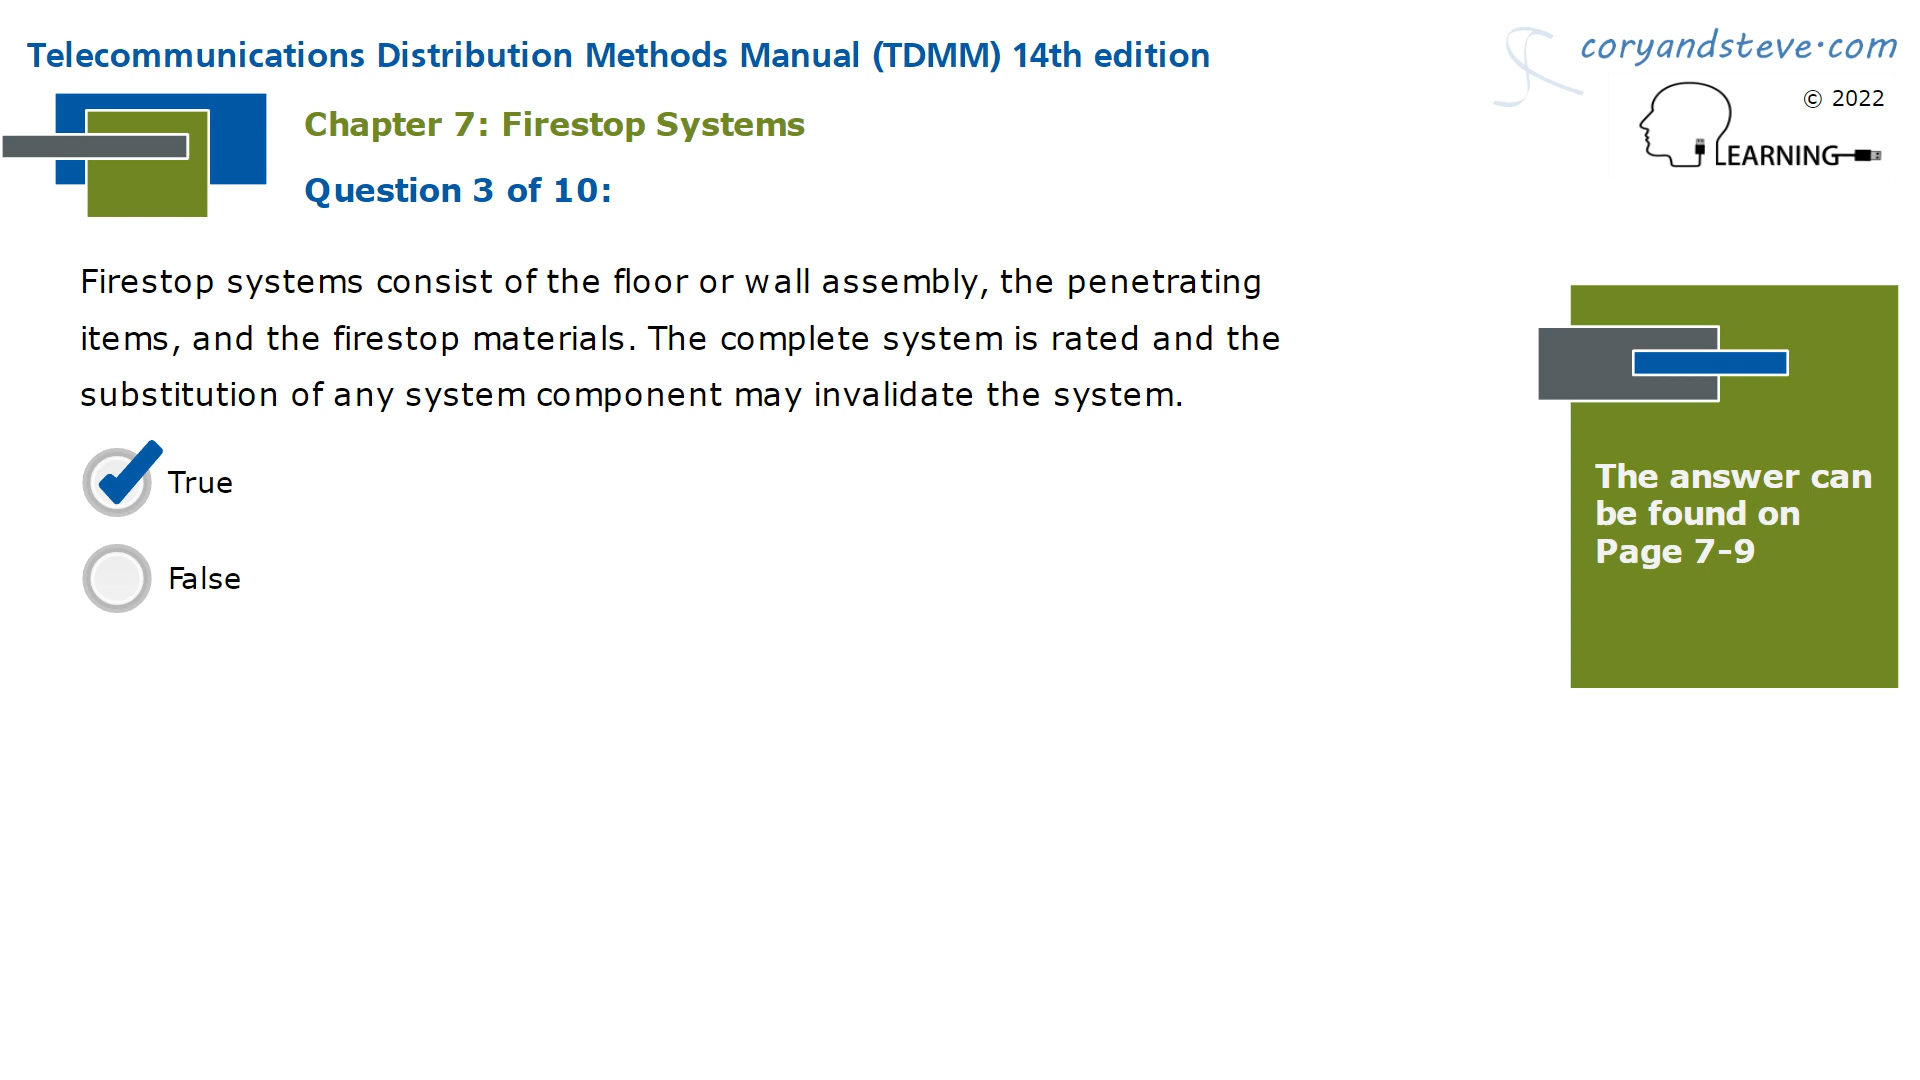 Telecommunications Distribution Methods Manual (TDMM) 14th edition
coryandsteve.com
© 2022
LEARNING
Chapter 7: Firestop Systems
Question 3 of 10:
Firestop systems consist of the floor or wall assembly, the penetrating
items, and the firestop materials. The complete system is rated and the
substitution of any system component may invalidate the system.
True
False
The answer can
be found on
Page 7-9